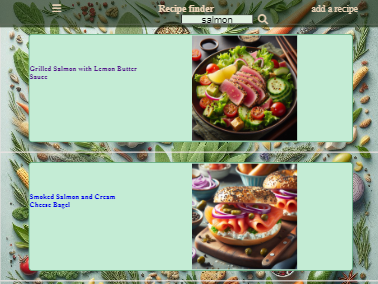 Recipe finder
add a recipe
salmon
Grilled Salmon with Lemon Butter
Sauce
Smoked Salmon and Cream
Cheese Bagel